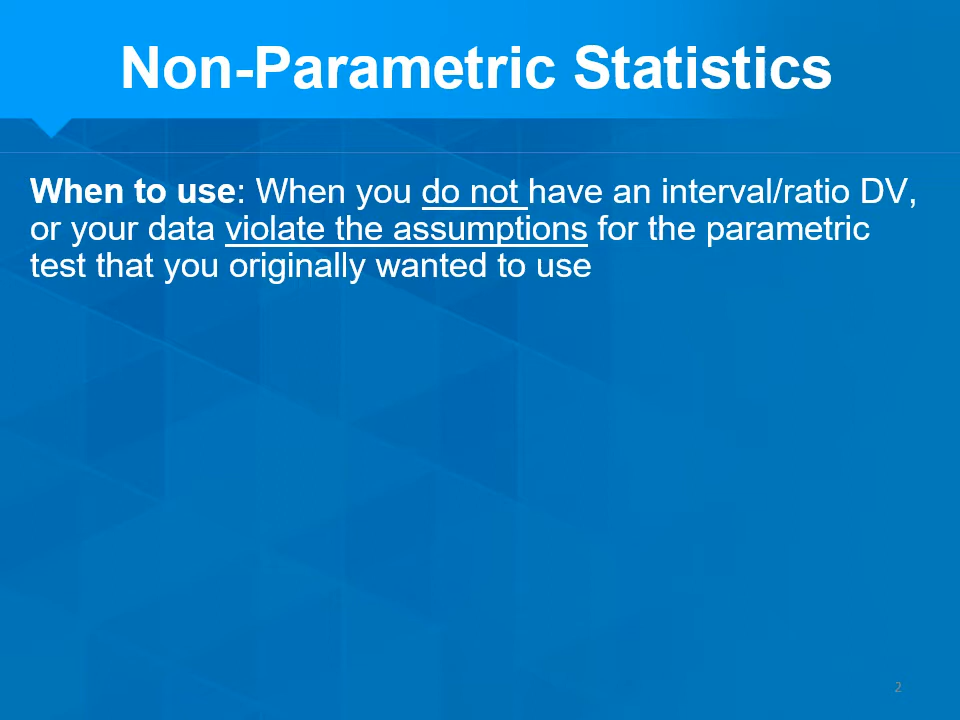 Non-Parametric Statistics
When to use: When you do not have an interval/ratio DV,
or your data violate the assumptions for the parametric
test that you originally wanted to use
2